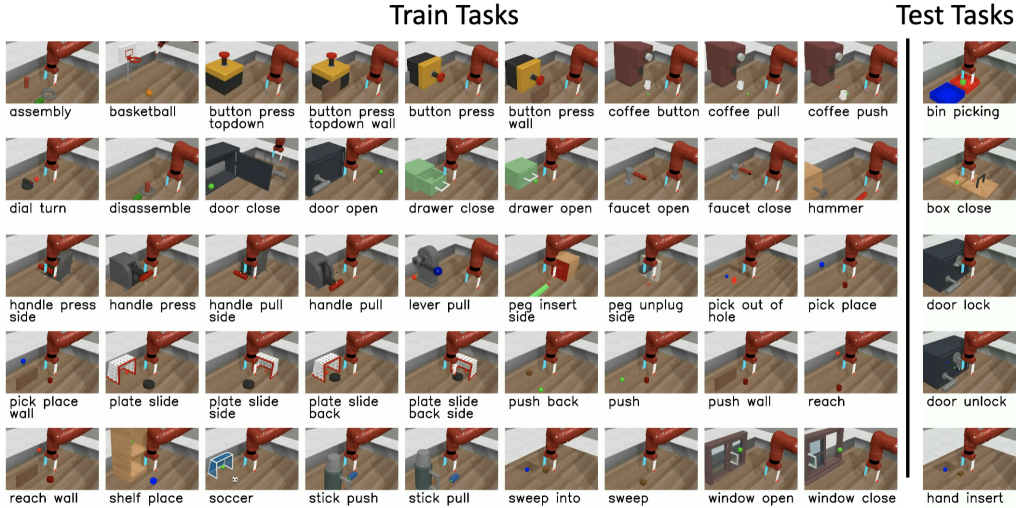 Train Tasks
Test Tasks
assembly
basketball
button press
topdown
button press
topdown wall
button press
button press
wall
coffee button
coffee pull
coffee push
bin picking
dial turn
disassemble
door close
door open
drawer close
drawer open
faucet open
faucet close
hammer
box close
handle press
side
handle press
handle pull
side
handle pull
lever pull
peg insert
side
peg unplug
side
pick out of
hole
pick place
door lock
pick place
wall
plate slide
plate slide
side
plate slide
back
plate slide
back side
push back
push
push wall
reach
door unlock
reach wall
shelf place
soccer
stick push
stick pull
sweep into
sweep
window open
window close
hand insert